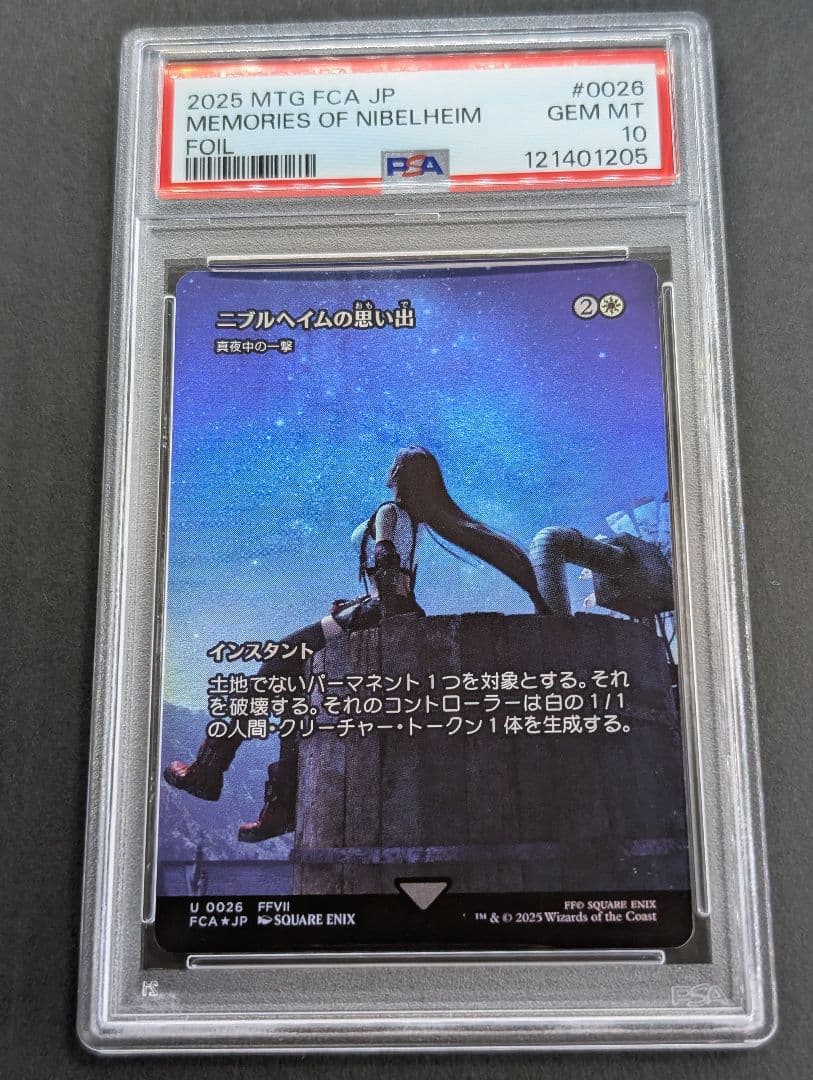 2025 MTG FCA JP #0026
MEMORIES OF NIBELHEIM GEM MT
FOIL 10
PSA 121401205
おもで
ニブルヘイムの思い出 2
真夜中の一撃
インスタント
土地でないパーマネント1つを対象とする。それ
を破壊する。それのコントローラーは白の1/1
の人間・クリーチャー・トークン1体を生成する。
U 0026 FFVII FF© SQUARE ENIX
FCA★JP SQUARE ENIX ™ & © 2025 Wizards of the Coast
PSA